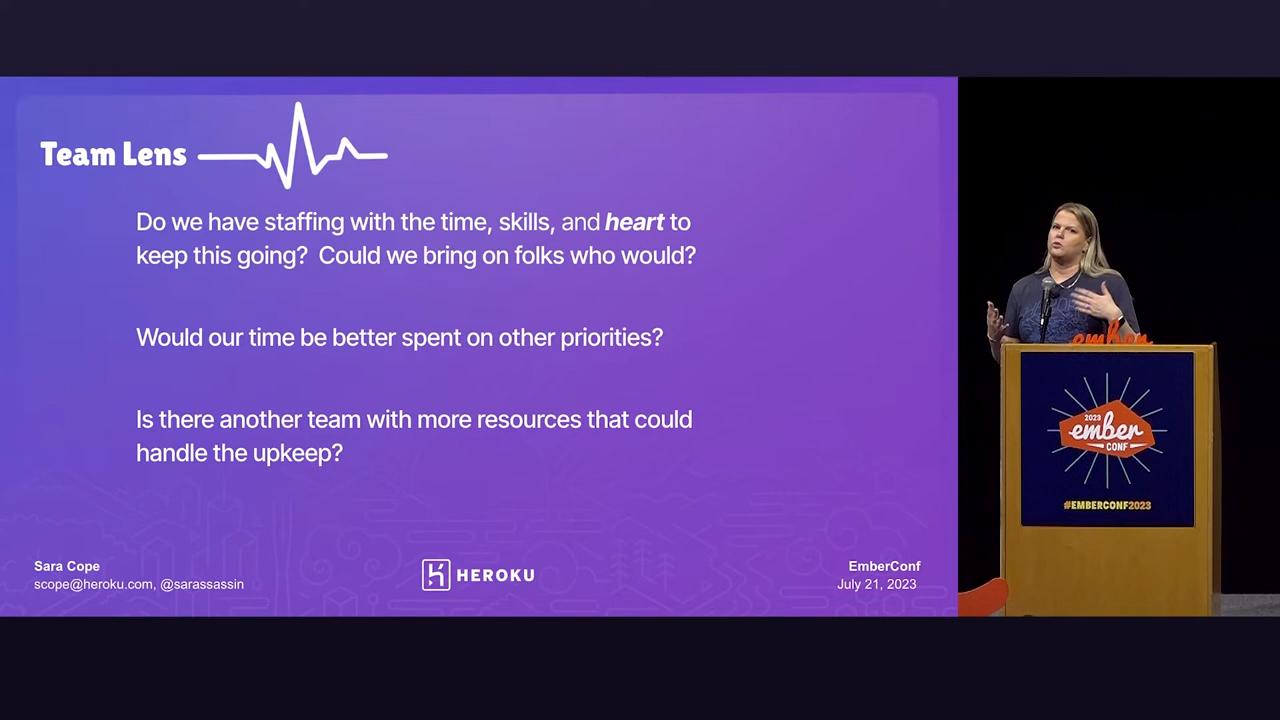 Team Lens
Do we have staffing with the time, skills, and heart to
keep this going?  Could we bring on folks who would?
Would our time be better spent on other priorities?
Is there another team with more resources that could
handle the upkeep?
Sara Cope
scope@heroku.com, @sarassassin
HEROKU
EmberConf
July 21, 2023
ember
2023
ember
CONF
#EMBERCONF2023